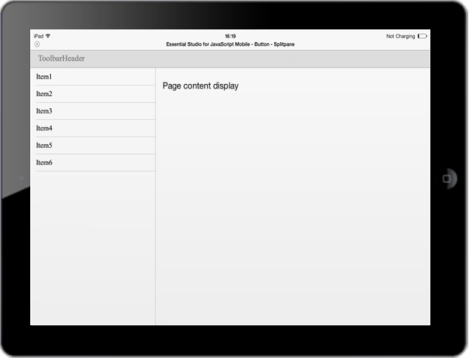 iPad 16:19 Not Charging
Essential Studio for JavaScript Mobile - Button - Splitpane
ToolbarHeader
Item1
Page content display
Item2
Item3
Item4
Item5
Item6